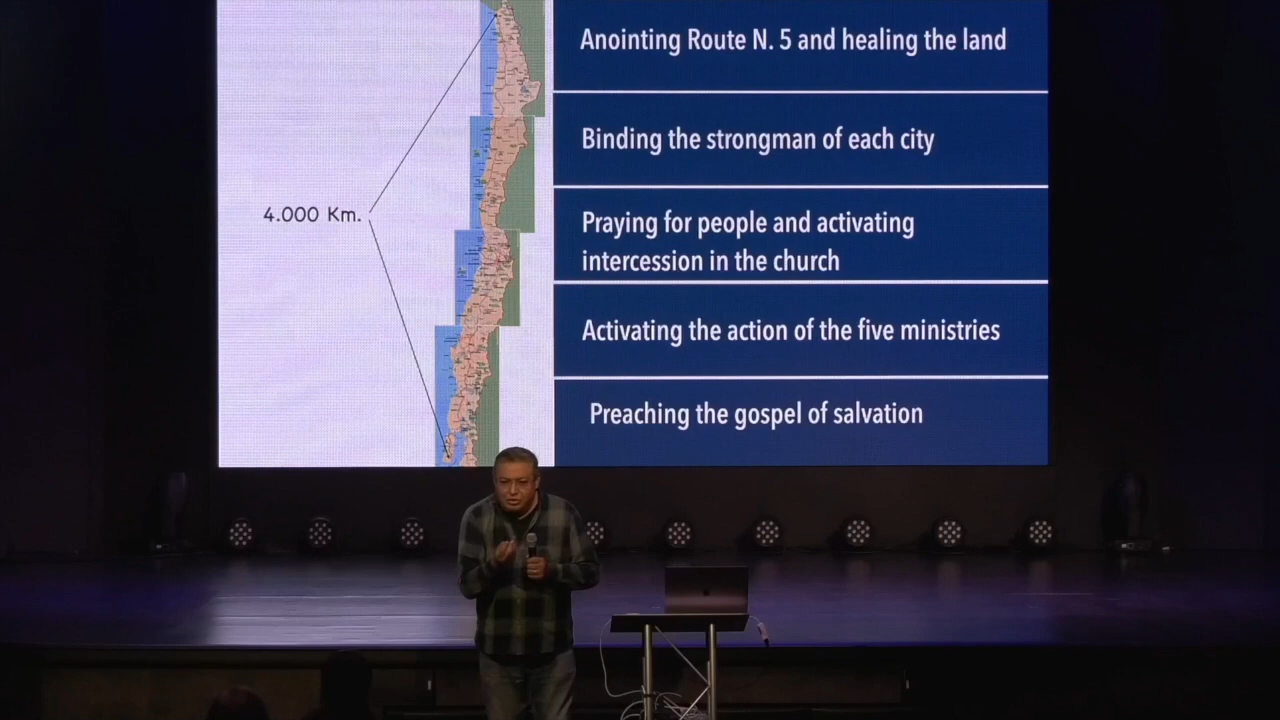 Anointing Route N. 5 and healing the land
Binding the strongman of each city
4.000 Km.
Praying for people and activating
intercession in the church
Activating the action of the five ministries
Preaching the gospel of salvation